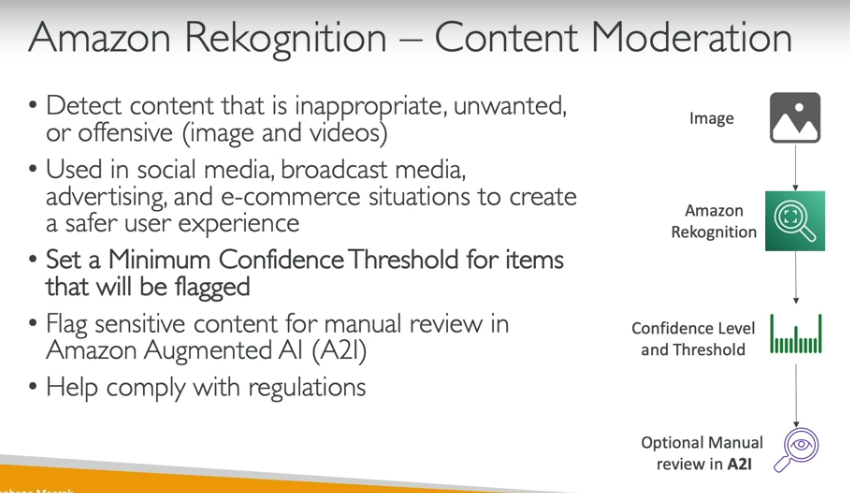 Amazon Rekognition – Content Moderation
• Detect content that is inappropriate, unwanted,
or offensive (image and videos)
• Used in social media, broadcast media,
advertising, and e-commerce situations to create
a safer user experience
• Set a Minimum Confidence Threshold for items
that will be flagged
• Flag sensitive content for manual review in
Amazon Augmented AI (A2I)
• Help comply with regulations
Image
Amazon
Rekognition
Confidence Level
and Threshold
Optional Manual
review in A2I